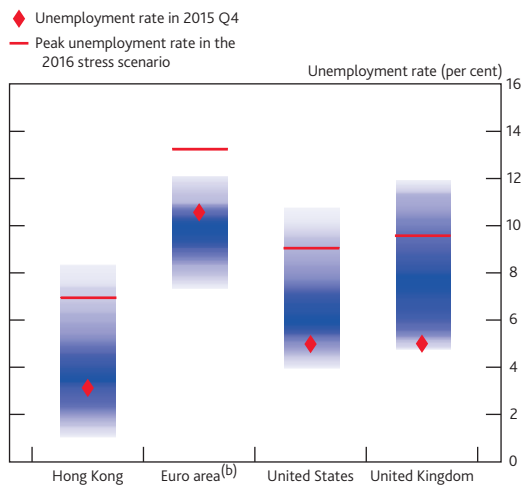 Unemployment rate in 2015 Q4
Peak unemployment rate in the
2016 stress scenario
Unemployment rate (per cent)
16
14
12
10
8
6
4
2
0
Hong Kong
Euro area(b)
United States
United Kingdom